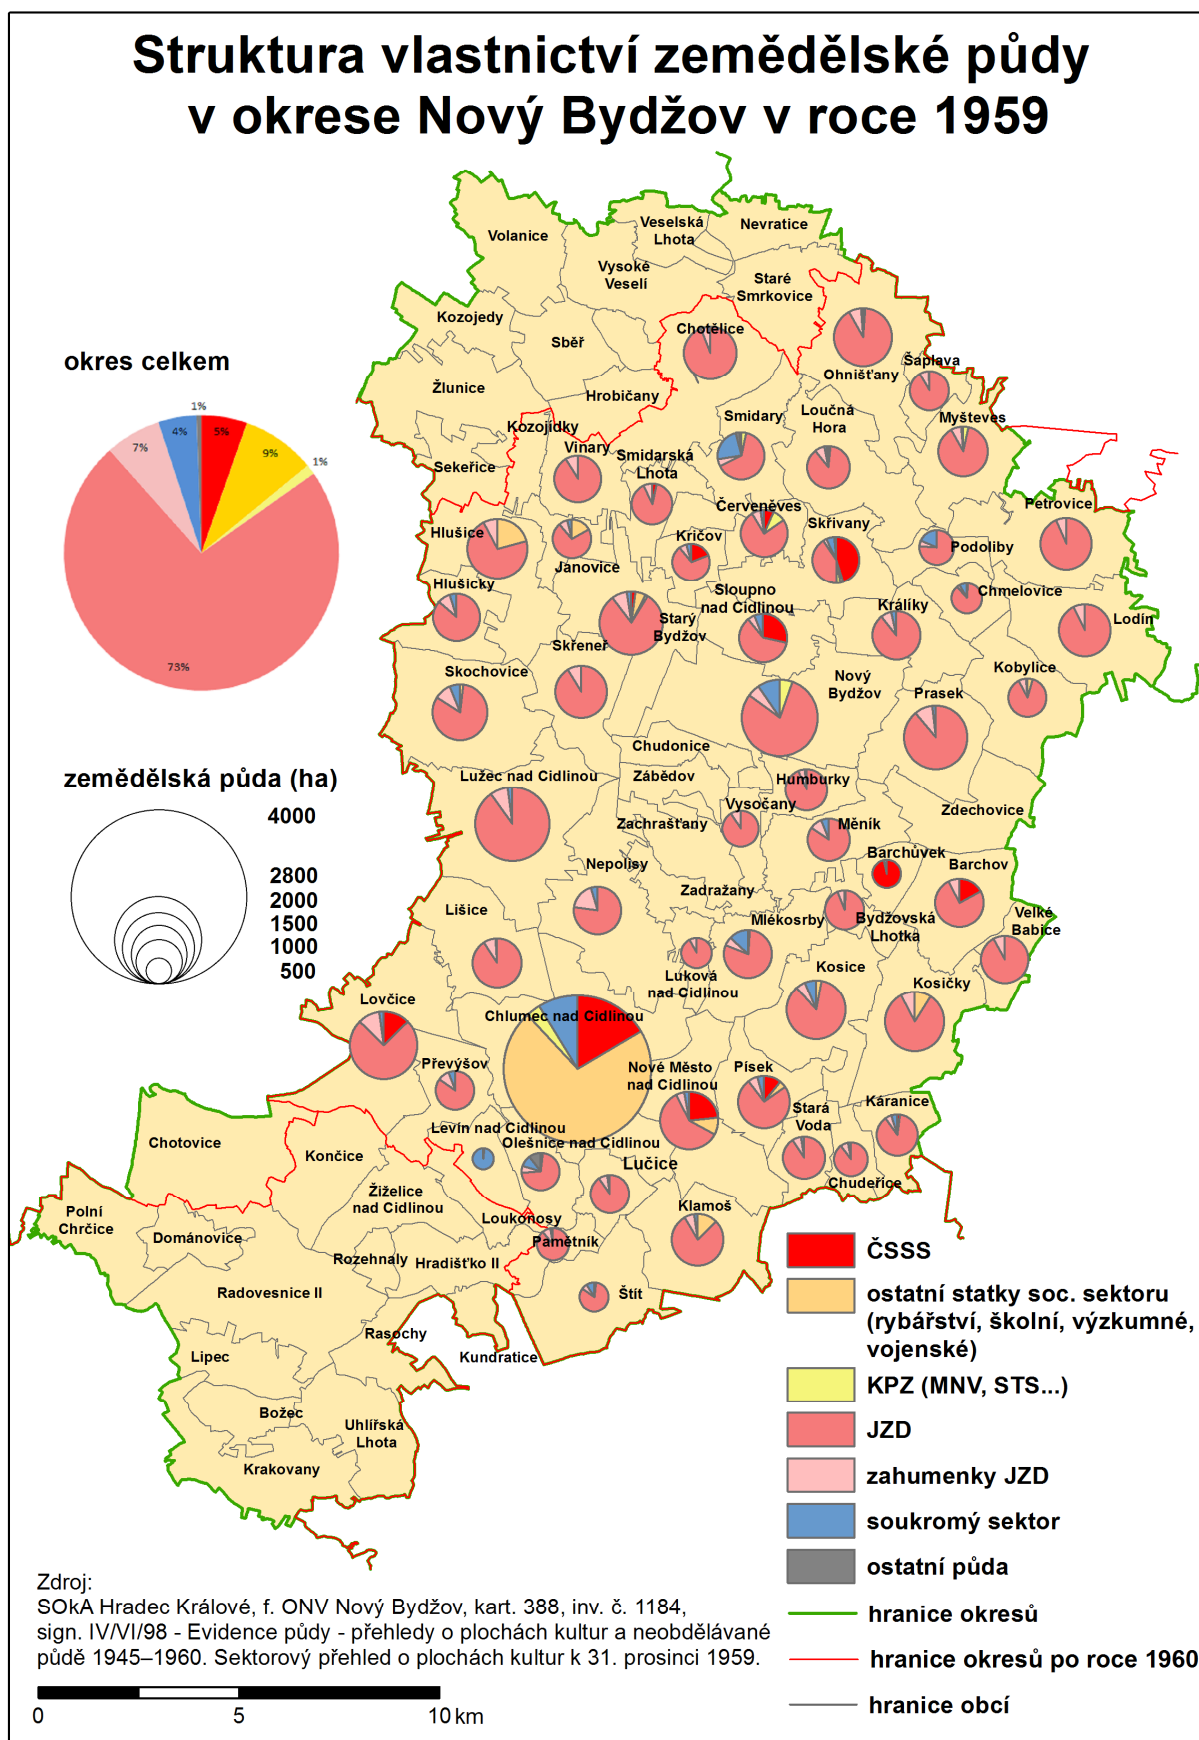 Struktura vlastnictví zemědělské půdy
v okrese Nový Bydžov v roce 1959
Volanice
Veselská
Lhota
Nevratice
Vysoké
Veselí
Staré
Smrkovice
Kozojedy
Sběř
Chotělice
Ohnišťany
Šaplava
Žlunice
Hrobičany
Kozojídky
Smidary
Loučná
Hora
Myšteves
Sekeřice
Vinary
Smidarská
Lhota
Petrovice
Hlušice
Janovice
Kričov
Červeněves
Skřivany
Podoliby
Hlušičky
Chmelovice
Starý
Bydžov
Sloupno
nad Cidlinou
Králíky
Lodín
Skřeneř
Skochovice
Nový
Bydžov
Kobylice
Prasek
Chudonice
Lužec nad Cidlinou
Zábědov
Humburky
Vysočany
Zachrašťany
Měník
Zdechovice
Barchůvek
Barchov
Nepolisy
Zadražany
Lišice
Mlékosrby
Bydžovská
Lhotka
Velké
Babice
Luková
nad Cidlinou
Kosice
Kosičky
Lovčice
Chlumec nad Cidlinou
Převýšov
Nové Město
nad Cidlinou
Písek
Stará
Voda
Káranice
Chudeřice
Levín nad Cidlinou
Olešnice nad Cidlinou
Lučice
Chotovice
Končice
Žiželice
nad Cidlinou
Loukonosy
Klamoš
Polní
Chrčice
Dománovice
Rozehnaly
Hradišťko II
Pamětník
Radovesnice II
Štít
Rasochy
Kundratice
Lipec
Božec
Uhlířská
Lhota
Krakovany
okres celkem
1%
5%
9%
1%
73%
7%
4%
zemědělská půda (ha)
4000
2800
2000
1500
1000
500
ČSSS
ostatní statky soc. sektoru
(rybářství, školní, výzkumné,
vojenské)
KPZ (MNV, STS...)
JZD
zahumenky JZD
soukromý sektor
ostatní půda
hranice okresů
hranice okresů po roce 1960
hranice obcí
Zdroj:
SOkA Hradec Králové, f. ONV Nový Bydžov, kart. 388, inv. č. 1184,
sign. IV/VI/98 - Evidence půdy - přehledy o plochách kultur a neobdělávané
půdě 1945–1960. Sektorový přehled o plochách kultur k 31. prosinci 1959.
0 5 10 km